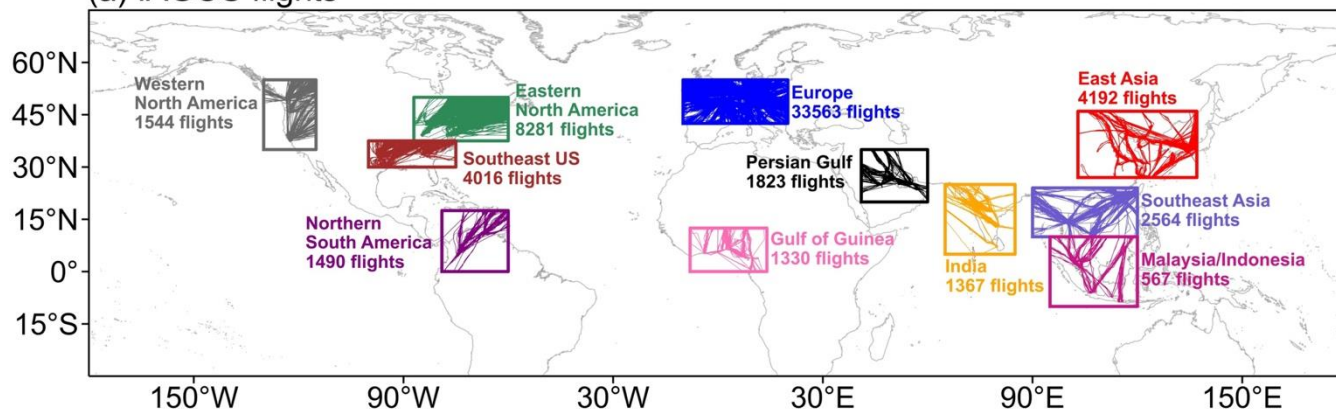 (a) IAGOS flights
60°N
45°N
30°N
15°N
0°
15°S
Western
North America
1544 flights
Eastern
North America
8281 flights
Southeast US
4016 flights
Northern
South America
1490 flights
Europe
33563 flights
Persian Gulf
1823 flights
Gulf of Guinea
1330 flights
East Asia
4192 flights
Southeast Asia
2564 flights
India
1367 flights
Malaysia/Indonesia
567 flights
150°W
90°W
30°W
30°E
90°E
150°E